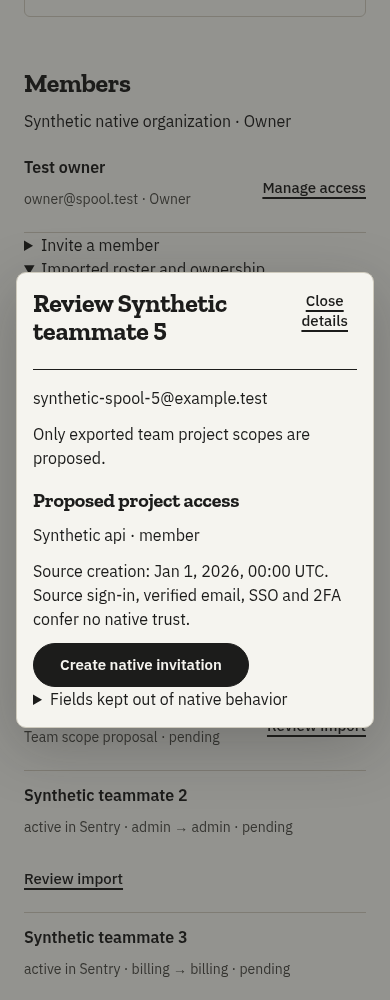 Members
Synthetic native organization · Owner
Test owner
owner@spool.test · Owner
Manage access
▶ Invite a member
▼ Imported roster and ownership
Review Synthetic
teammate 5
Close
details
synthetic-spool-5@example.test
Only exported team project scopes are
proposed.
Proposed project access
Synthetic api · member
Source creation: Jan 1, 2026, 00:00 UTC.
Source sign-in, verified email, SSO and 2FA
confer no native trust.
Create native invitation
▶ Fields kept out of native behavior
Team scope proposal · pending
Review import
Synthetic teammate 2
active in Sentry · admin → admin · pending
Review import
Synthetic teammate 3
active in Sentry · billing → billing · pending